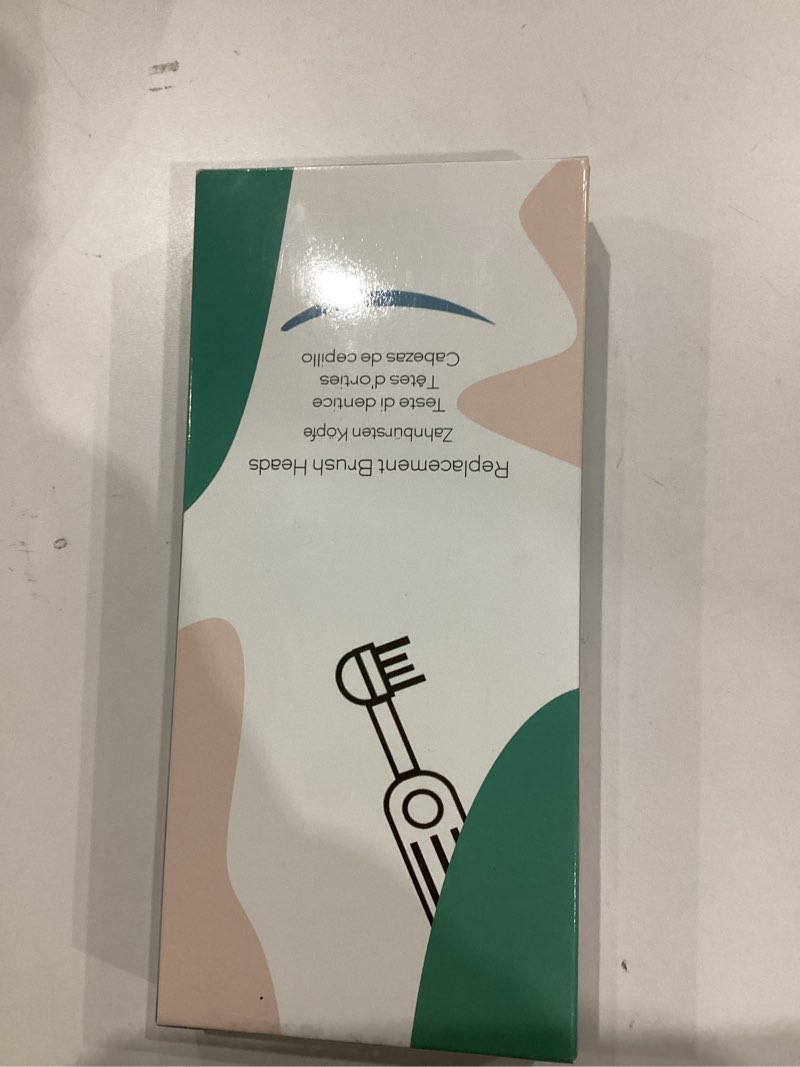 Replacement Brush Heads
Zahnbürsten Köpfe
Teste di dentice
Têtes d'orties
Cabezas de cepillo